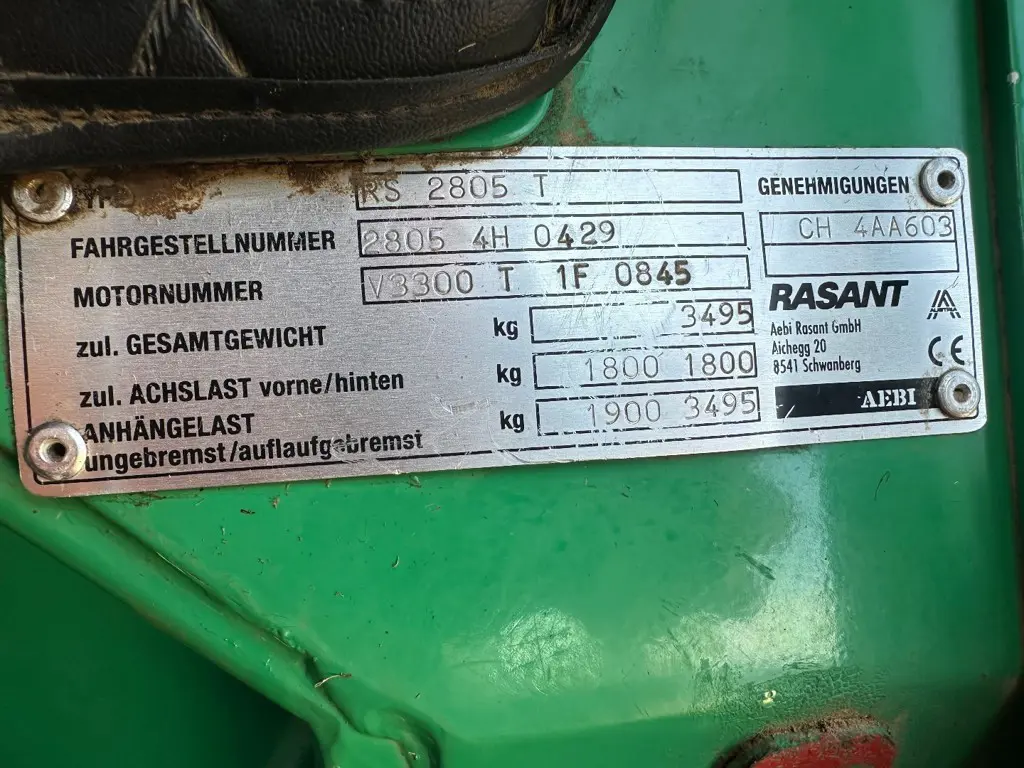 TYPE RS 2805 T
FAHRGESTELLNUMMER 2805 4H 0429
MOTORNUMMER V3300 T 1F 0845
zul. GESAMTGEWICHT kg 3495
zul. ACHSLAST vorne/hinten kg 1800 1800
ANHÄNGELAST kg 1900 3495
ungebremst/auflaufgebremst
GENEHMIGUNGEN
CH 4AA603
RASANT
Aebi Rasant GmbH
Aichegg 20
8541 Schwanberg
CE
AEBI